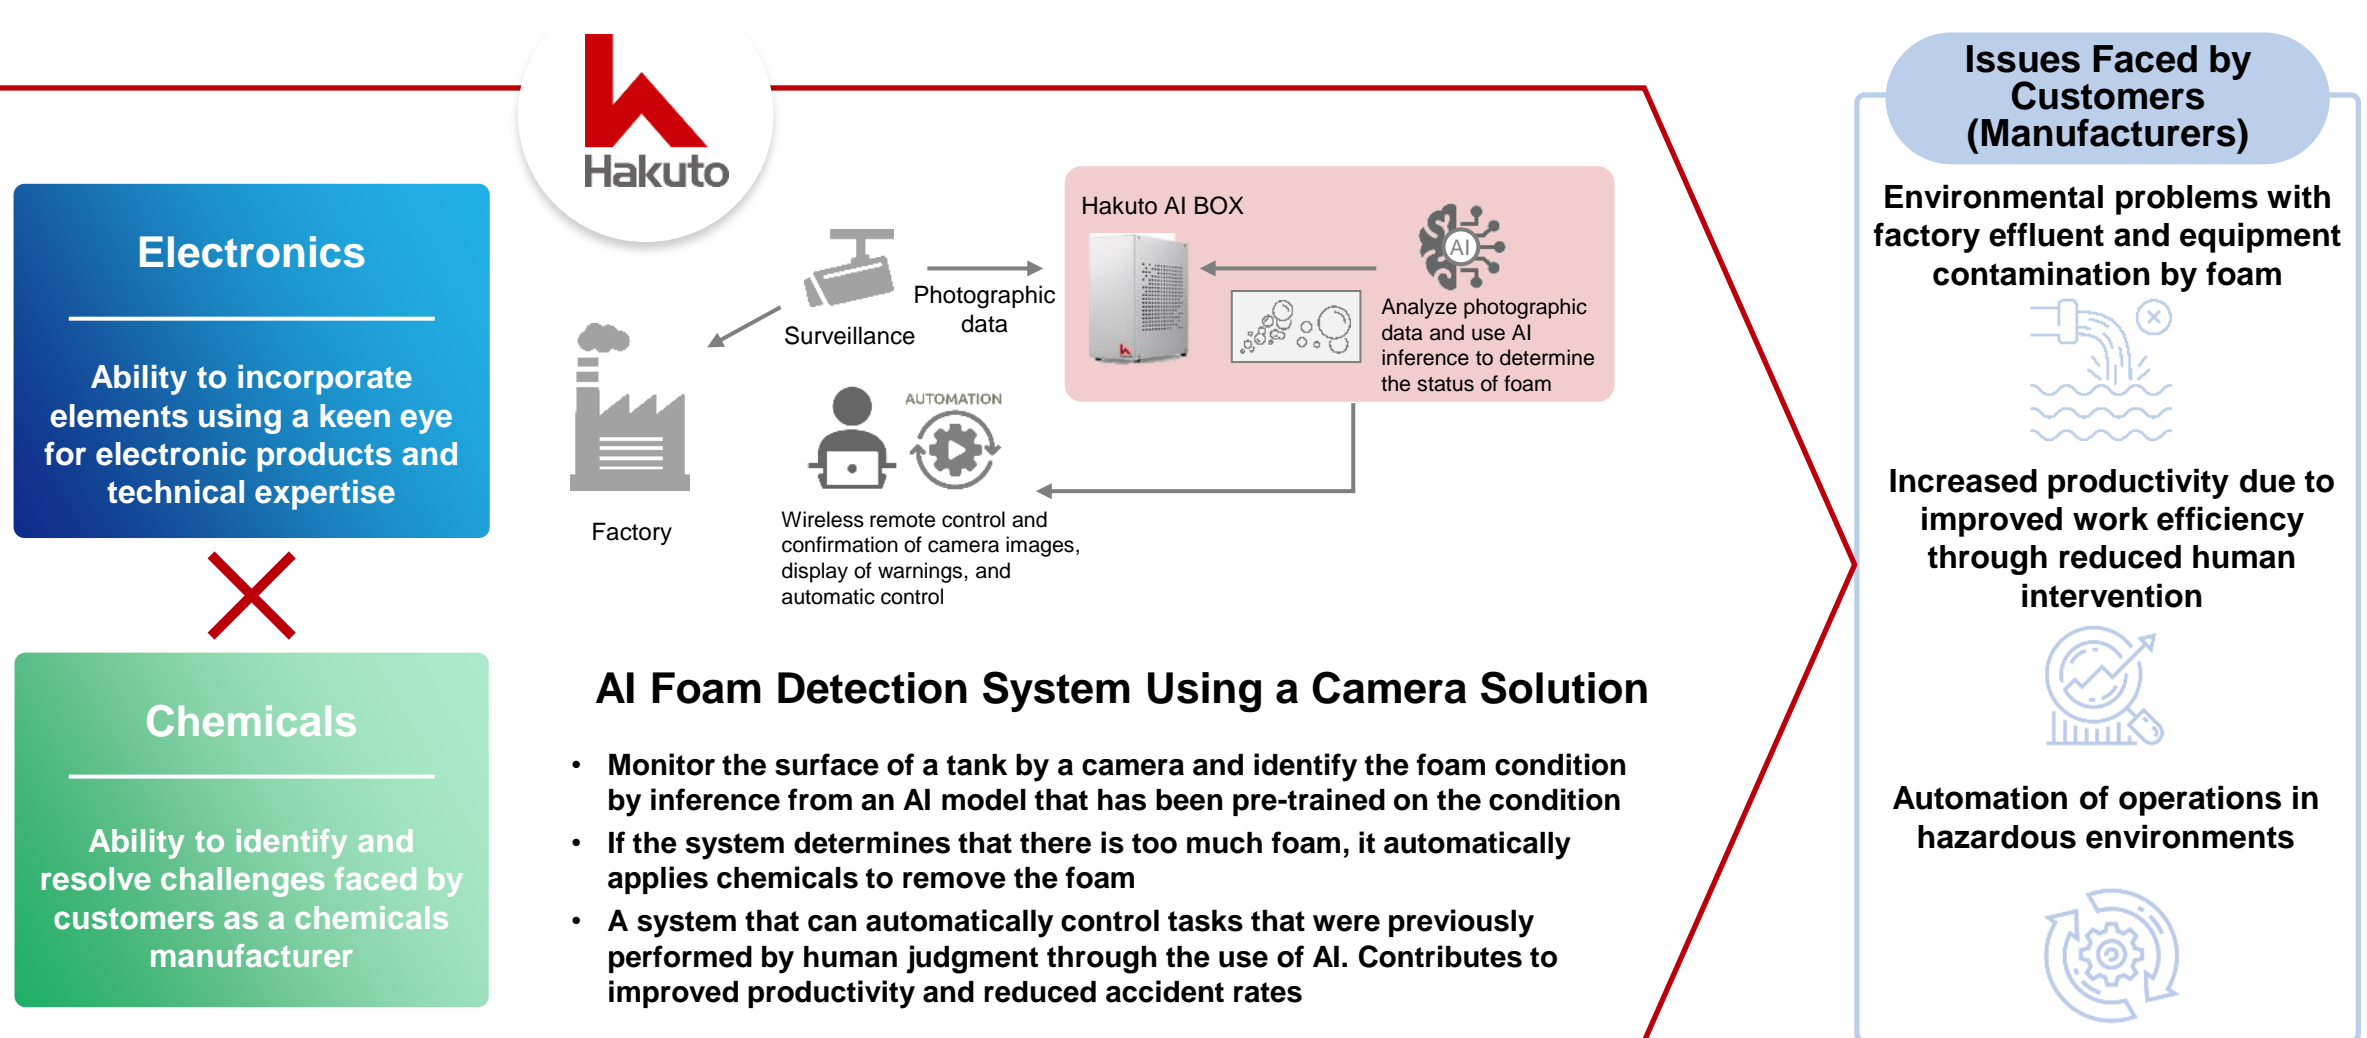 Hakuto
Electronics
Ability to incorporate
elements using a keen eye
for electronic products and
technical expertise
Chemicals
Ability to identify and
resolve challenges faced by
customers as a chemicals
manufacturer
Surveillance
Photographic
data
Factory
Hakuto AI BOX
Hakuto
AI
Analyze photographic
data and use AI
inference to determine
the status of foam
AUTOMATION
Wireless remote control and
confirmation of camera images,
display of warnings, and
automatic control
AI Foam Detection System Using a Camera Solution
• Monitor the surface of a tank by a camera and identify the foam condition
by inference from an AI model that has been pre-trained on the condition
• If the system determines that there is too much foam, it automatically
applies chemicals to remove the foam
• A system that can automatically control tasks that were previously
performed by human judgment through the use of AI. Contributes to
improved productivity and reduced accident rates
Issues Faced by
Customers
(Manufacturers)
Environmental problems with
factory effluent and equipment
contamination by foam
Increased productivity due to
improved work efficiency
through reduced human
intervention
Automation of operations in
hazardous environments